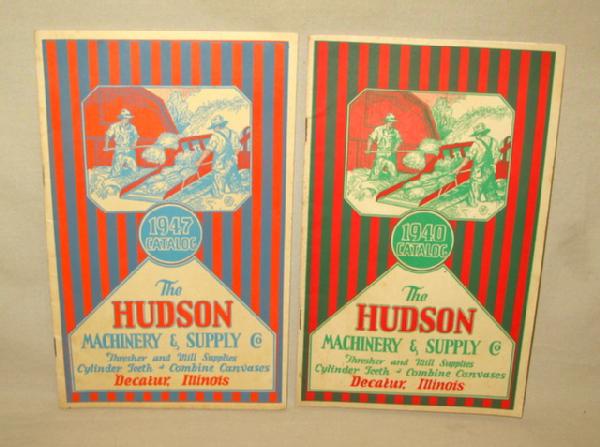 1947
CATALOG
The
HUDSON
MACHINERY & SUPPLY Co
Thresher and Mill Supplies
Cylinder Teeth & Combine Canvases
Decatur, Illinois
1940
CATALOG
The
HUDSON
MACHINERY & SUPPLY Co
Thresher and Mill Supplies
Cylinder Teeth & Combine Canvases
Decatur, Illinois